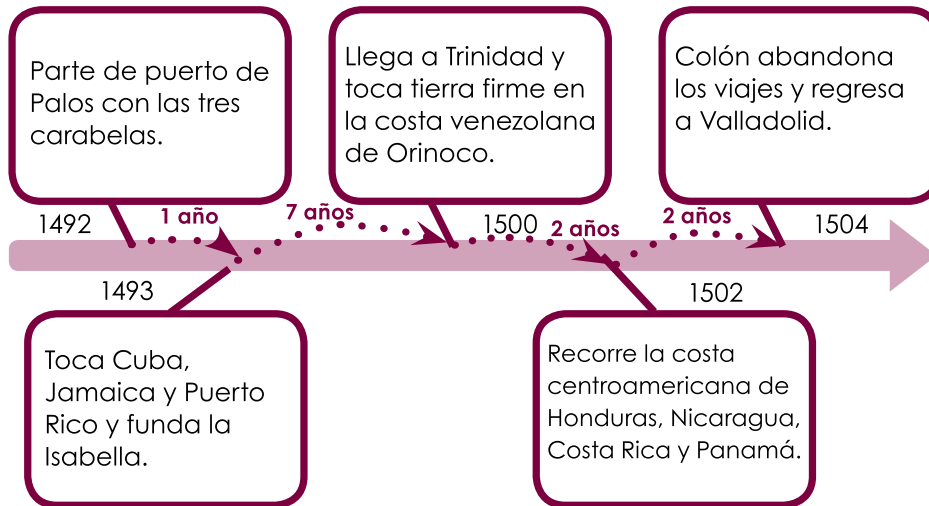 Parte de puerto de
Palos con las tres
carabelas.
Llega a Trinidad y
toca tierra firme en
la costa venezolana
de Orinoco.
Colón abandona
los viajes y regresa
a Valladolid.
1492
1 año
7 años
1500
2 años
2 años
1504
1493
1502
Toca Cuba,
Jamaica y Puerto
Rico y funda la
Isabella.
Recorre la costa
centroamericana de
Honduras, Nicaragua,
Costa Rica y Panamá.